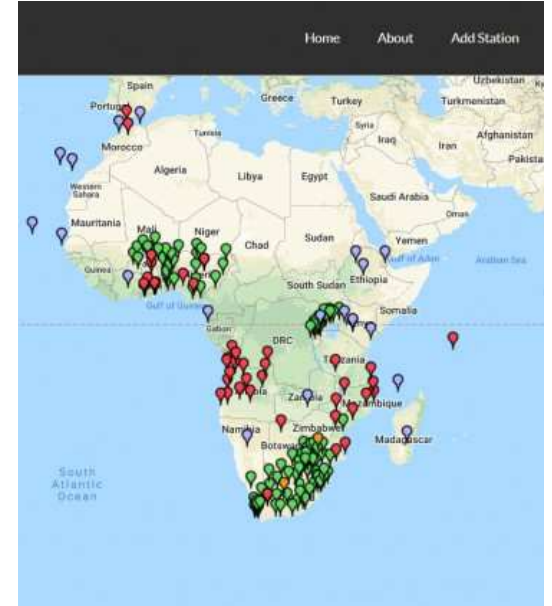 Home About Add Station
Uzbekistan
Spain
Greece
Turkey
Turkmenistan
Portugal
Tunisia
Syria
Afghanistan
Morocco
Iraq
Iran
Algeria
Libya
Egypt
Pakista
Western
Sahara
Saudi Arabia
Oman
Mauritania
Mali
Niger
Sudan
Yemen
Chad
Gulf of Aden
Arabian Sea
Guinea
Ethiopia
South Sudan
Gulf of Guinea
Somalia
Gabon
DRC
Tanzania
Zambia
Mozambique
Namibia
Zimbabwe
Madagascar
Botswana
South
Atlantic
Ocean